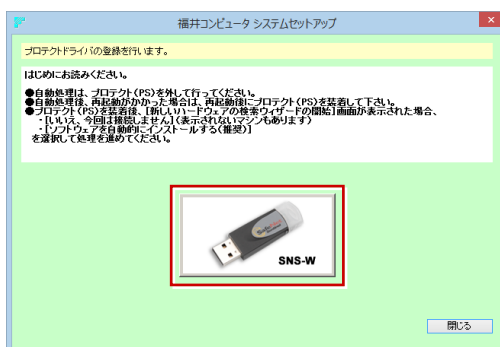 福井コンピュータ システムセットアップ
プロテクトドライバの登録を行います。
はじめにお読みください。
●自動処理は、プロテクト(PS)を外して行ってください。
●自動処理後、再起動がかかった場合は、再起動後にプロテクト(PS)を装着して下さい。
●プロテクト(PS)を装着後、[新しいハードウェアの検索ウィザードの開始]画面が表示された場合、
・[いいえ、今回は接続しません](表示されないマシンもあります)
・[ソフトウェアを自動的にインストールする(推奨)]
を選択して処理を進めてください。
SNS-W
閉じる